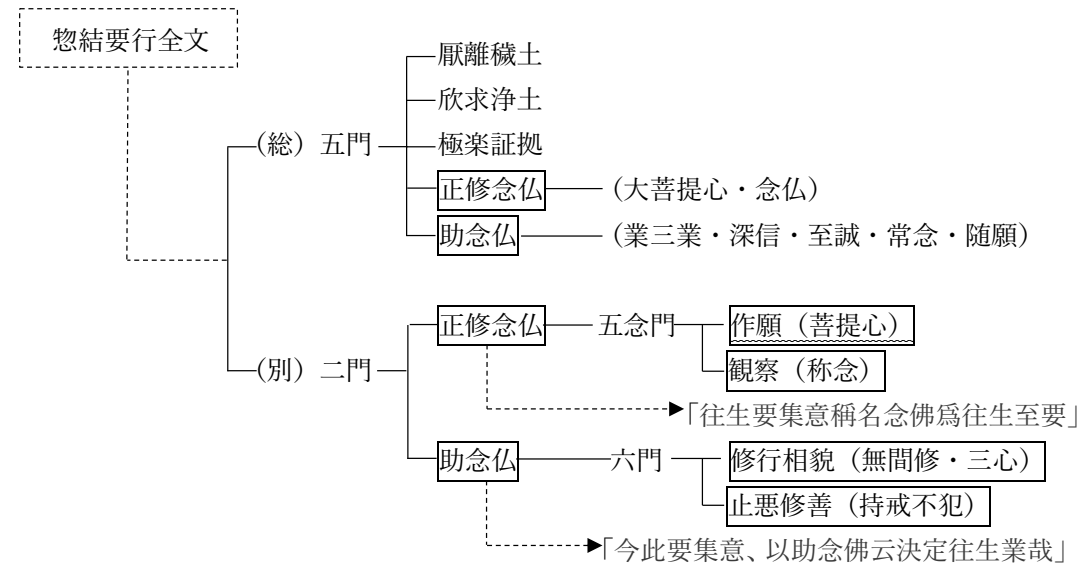 惣結要行全文
(総) 五門
厭離穢土
欣求浄土
極楽証拠
正修念仏 (大菩提心・念仏)
助念仏 (業三業・深信・至誠・常念・随願)
(別) 二門
正修念仏 五念門 作願(菩提心)
観察(称念)
「往生要集意稱名念佛爲往生至要」
助念仏 六門 修行相貌(無間修・三心)
止悪修善(持戒不犯)
「今此要集意、以助念佛云決定往生業哉」